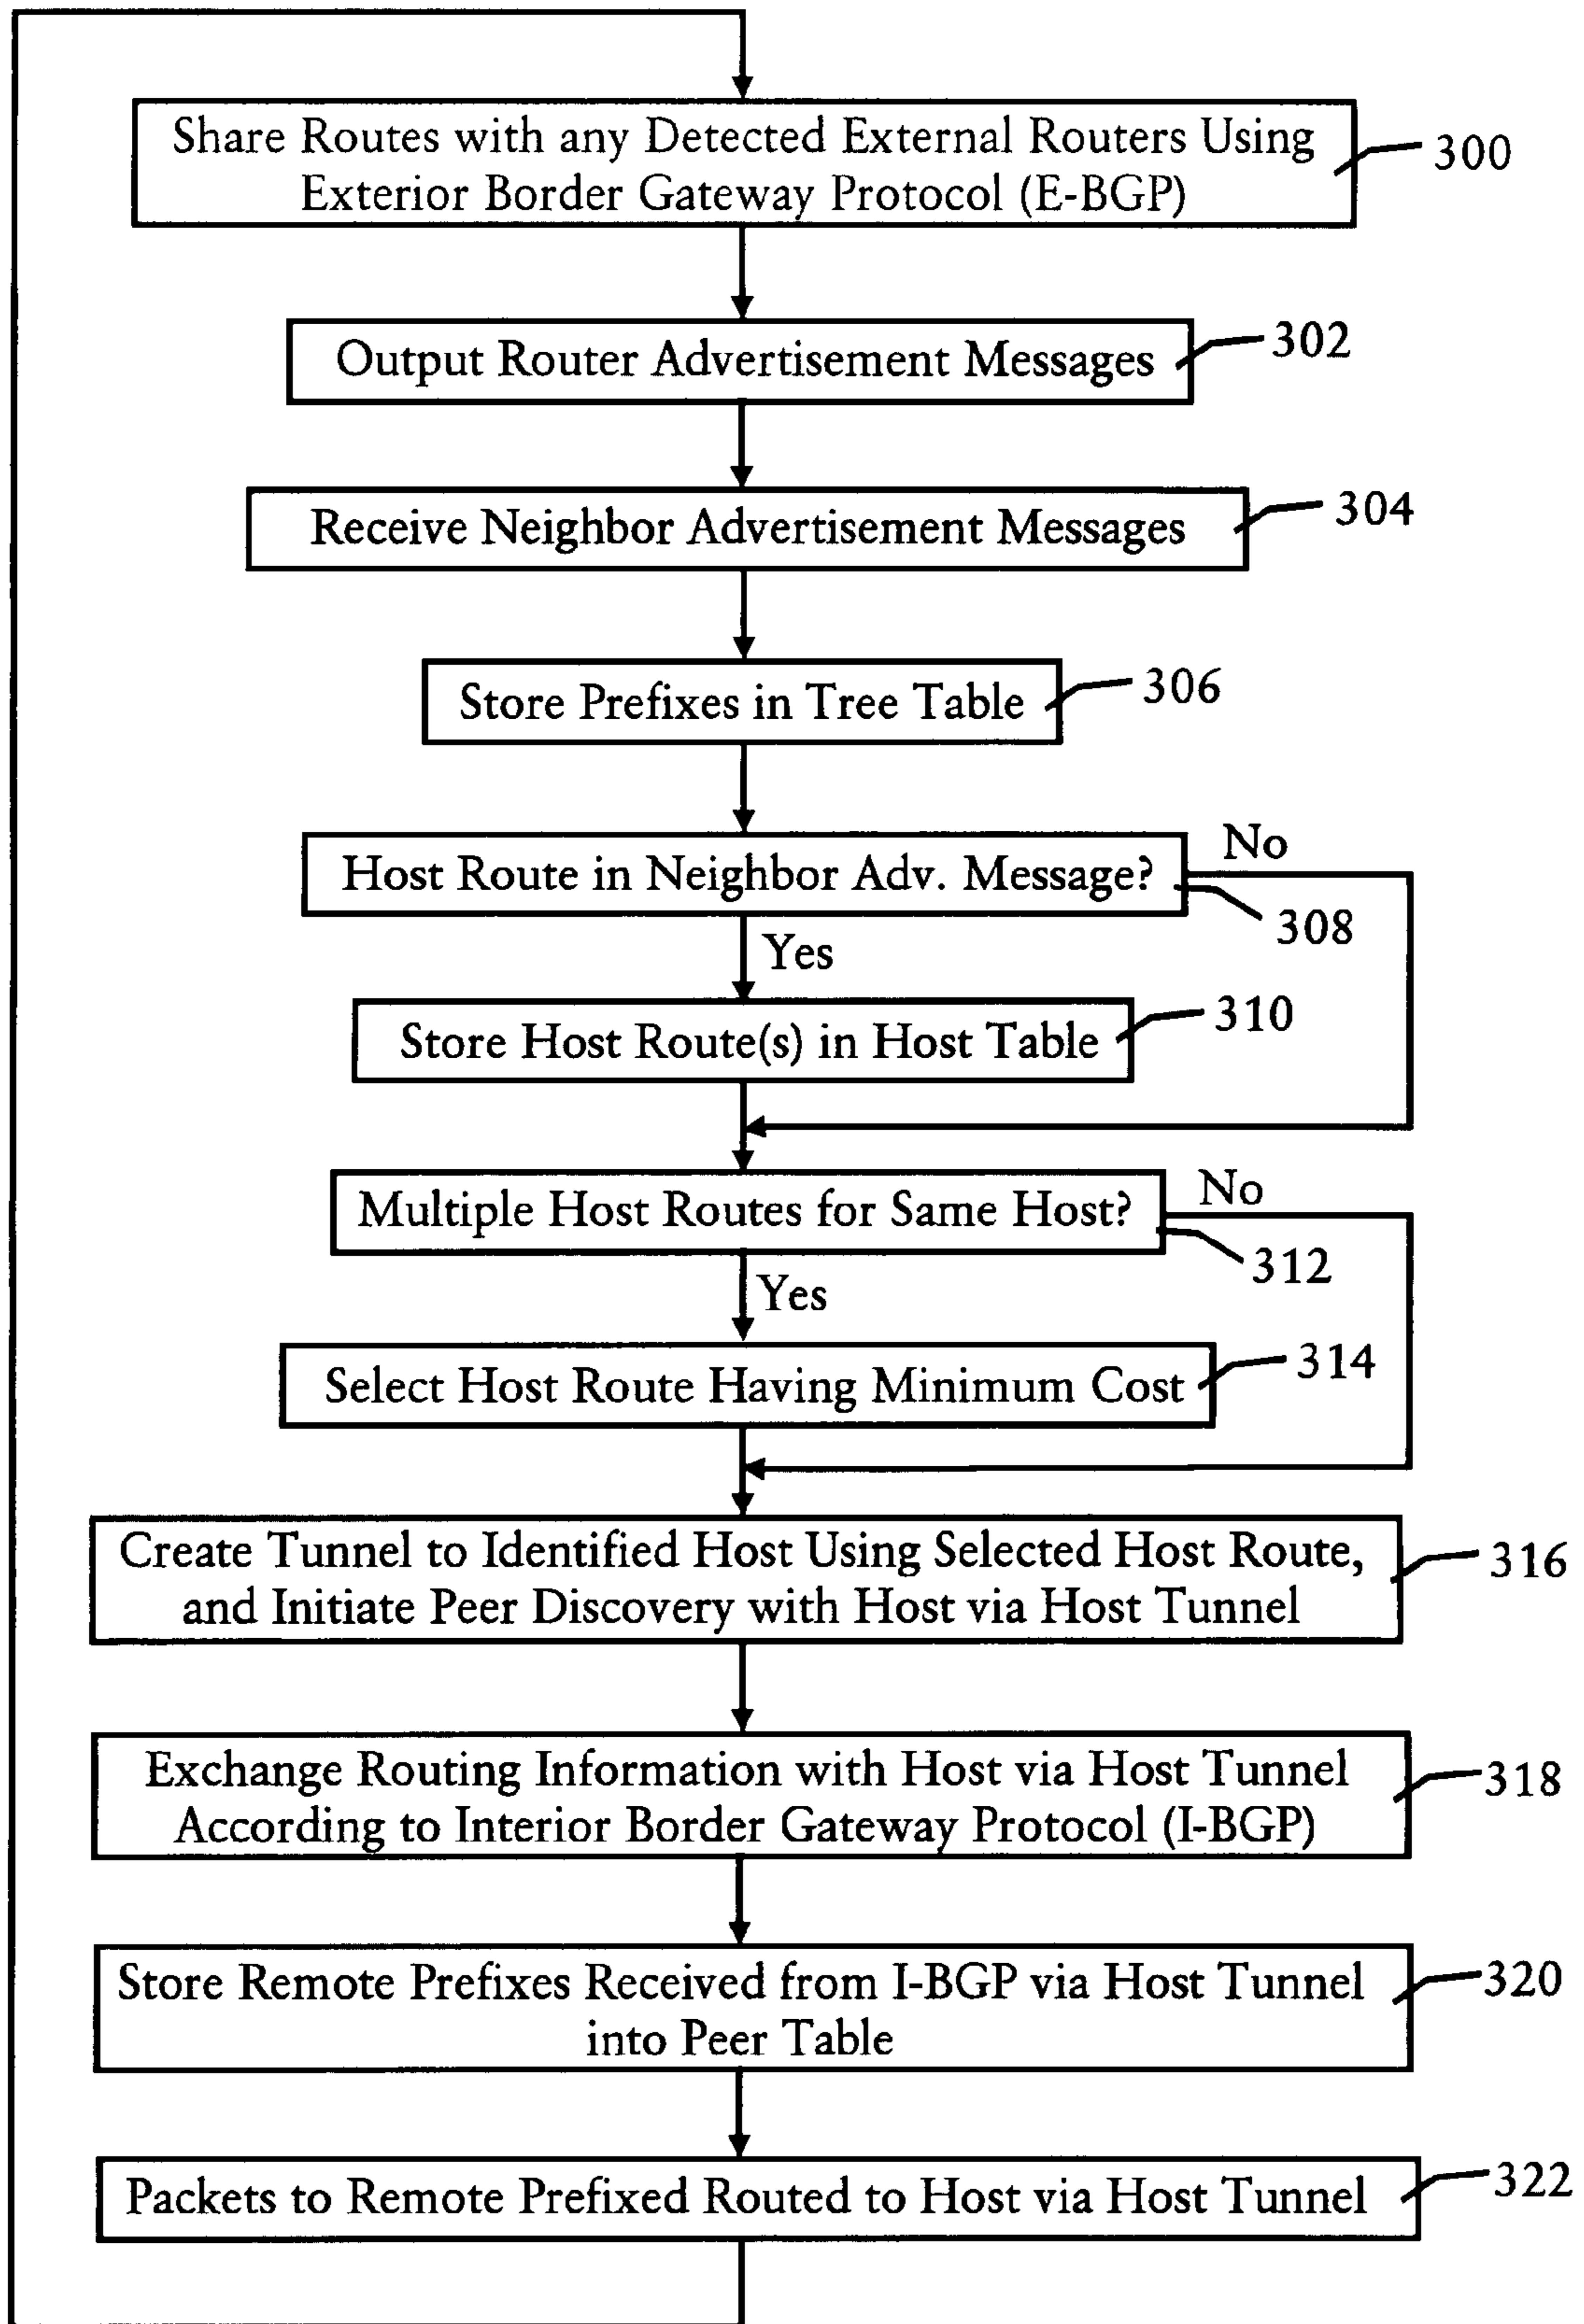 Share Routes with any Detected External Routers Using
Exterior Border Gateway Protocol (E-BGP)
300
Output Router Advertisement Messages
302
Receive Neighbor Advertisement Messages
304
Store Prefixes in Tree Table
306
Host Route in Neighbor Adv. Message?
No
308
Yes
Store Host Route(s) in Host Table
310
Multiple Host Routes for Same Host?
No
312
Yes
Select Host Route Having Minimum Cost
314
Create Tunnel to Identified Host Using Selected Host Route,
and Initiate Peer Discovery with Host via Host Tunnel
316
Exchange Routing Information with Host via Host Tunnel
According to Interior Border Gateway Protocol (I-BGP)
318
Store Remote Prefixes Received from I-BGP via Host Tunnel
into Peer Table
320
Packets to Remote Prefixed Routed to Host via Host Tunnel
322